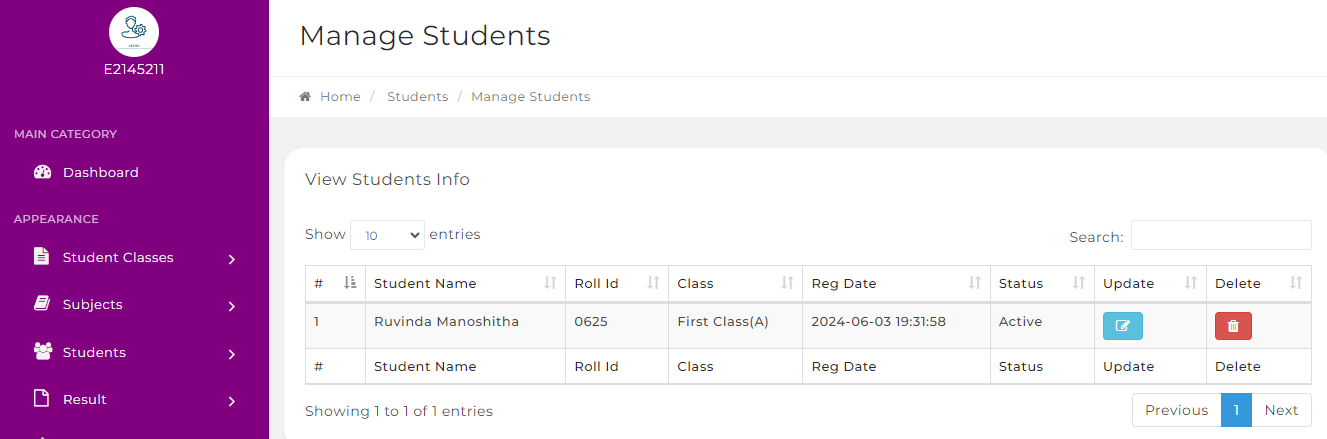 E2145211
MAIN CATEGORY
Dashboard
APPEARANCE
Student Classes
Subjects
Students
Result
Manage Students
Home / Students / Manage Students
View Students Info
Show 10 entries
Search:
# Student Name Roll Id Class Reg Date Status Update Delete
1 Ruvinda Manoshitha 0625 First Class(A) 2024-06-03 19:31:58 Active
# Student Name Roll Id Class Reg Date Status Update Delete
Showing 1 to 1 of 1 entries
Previous 1 Next